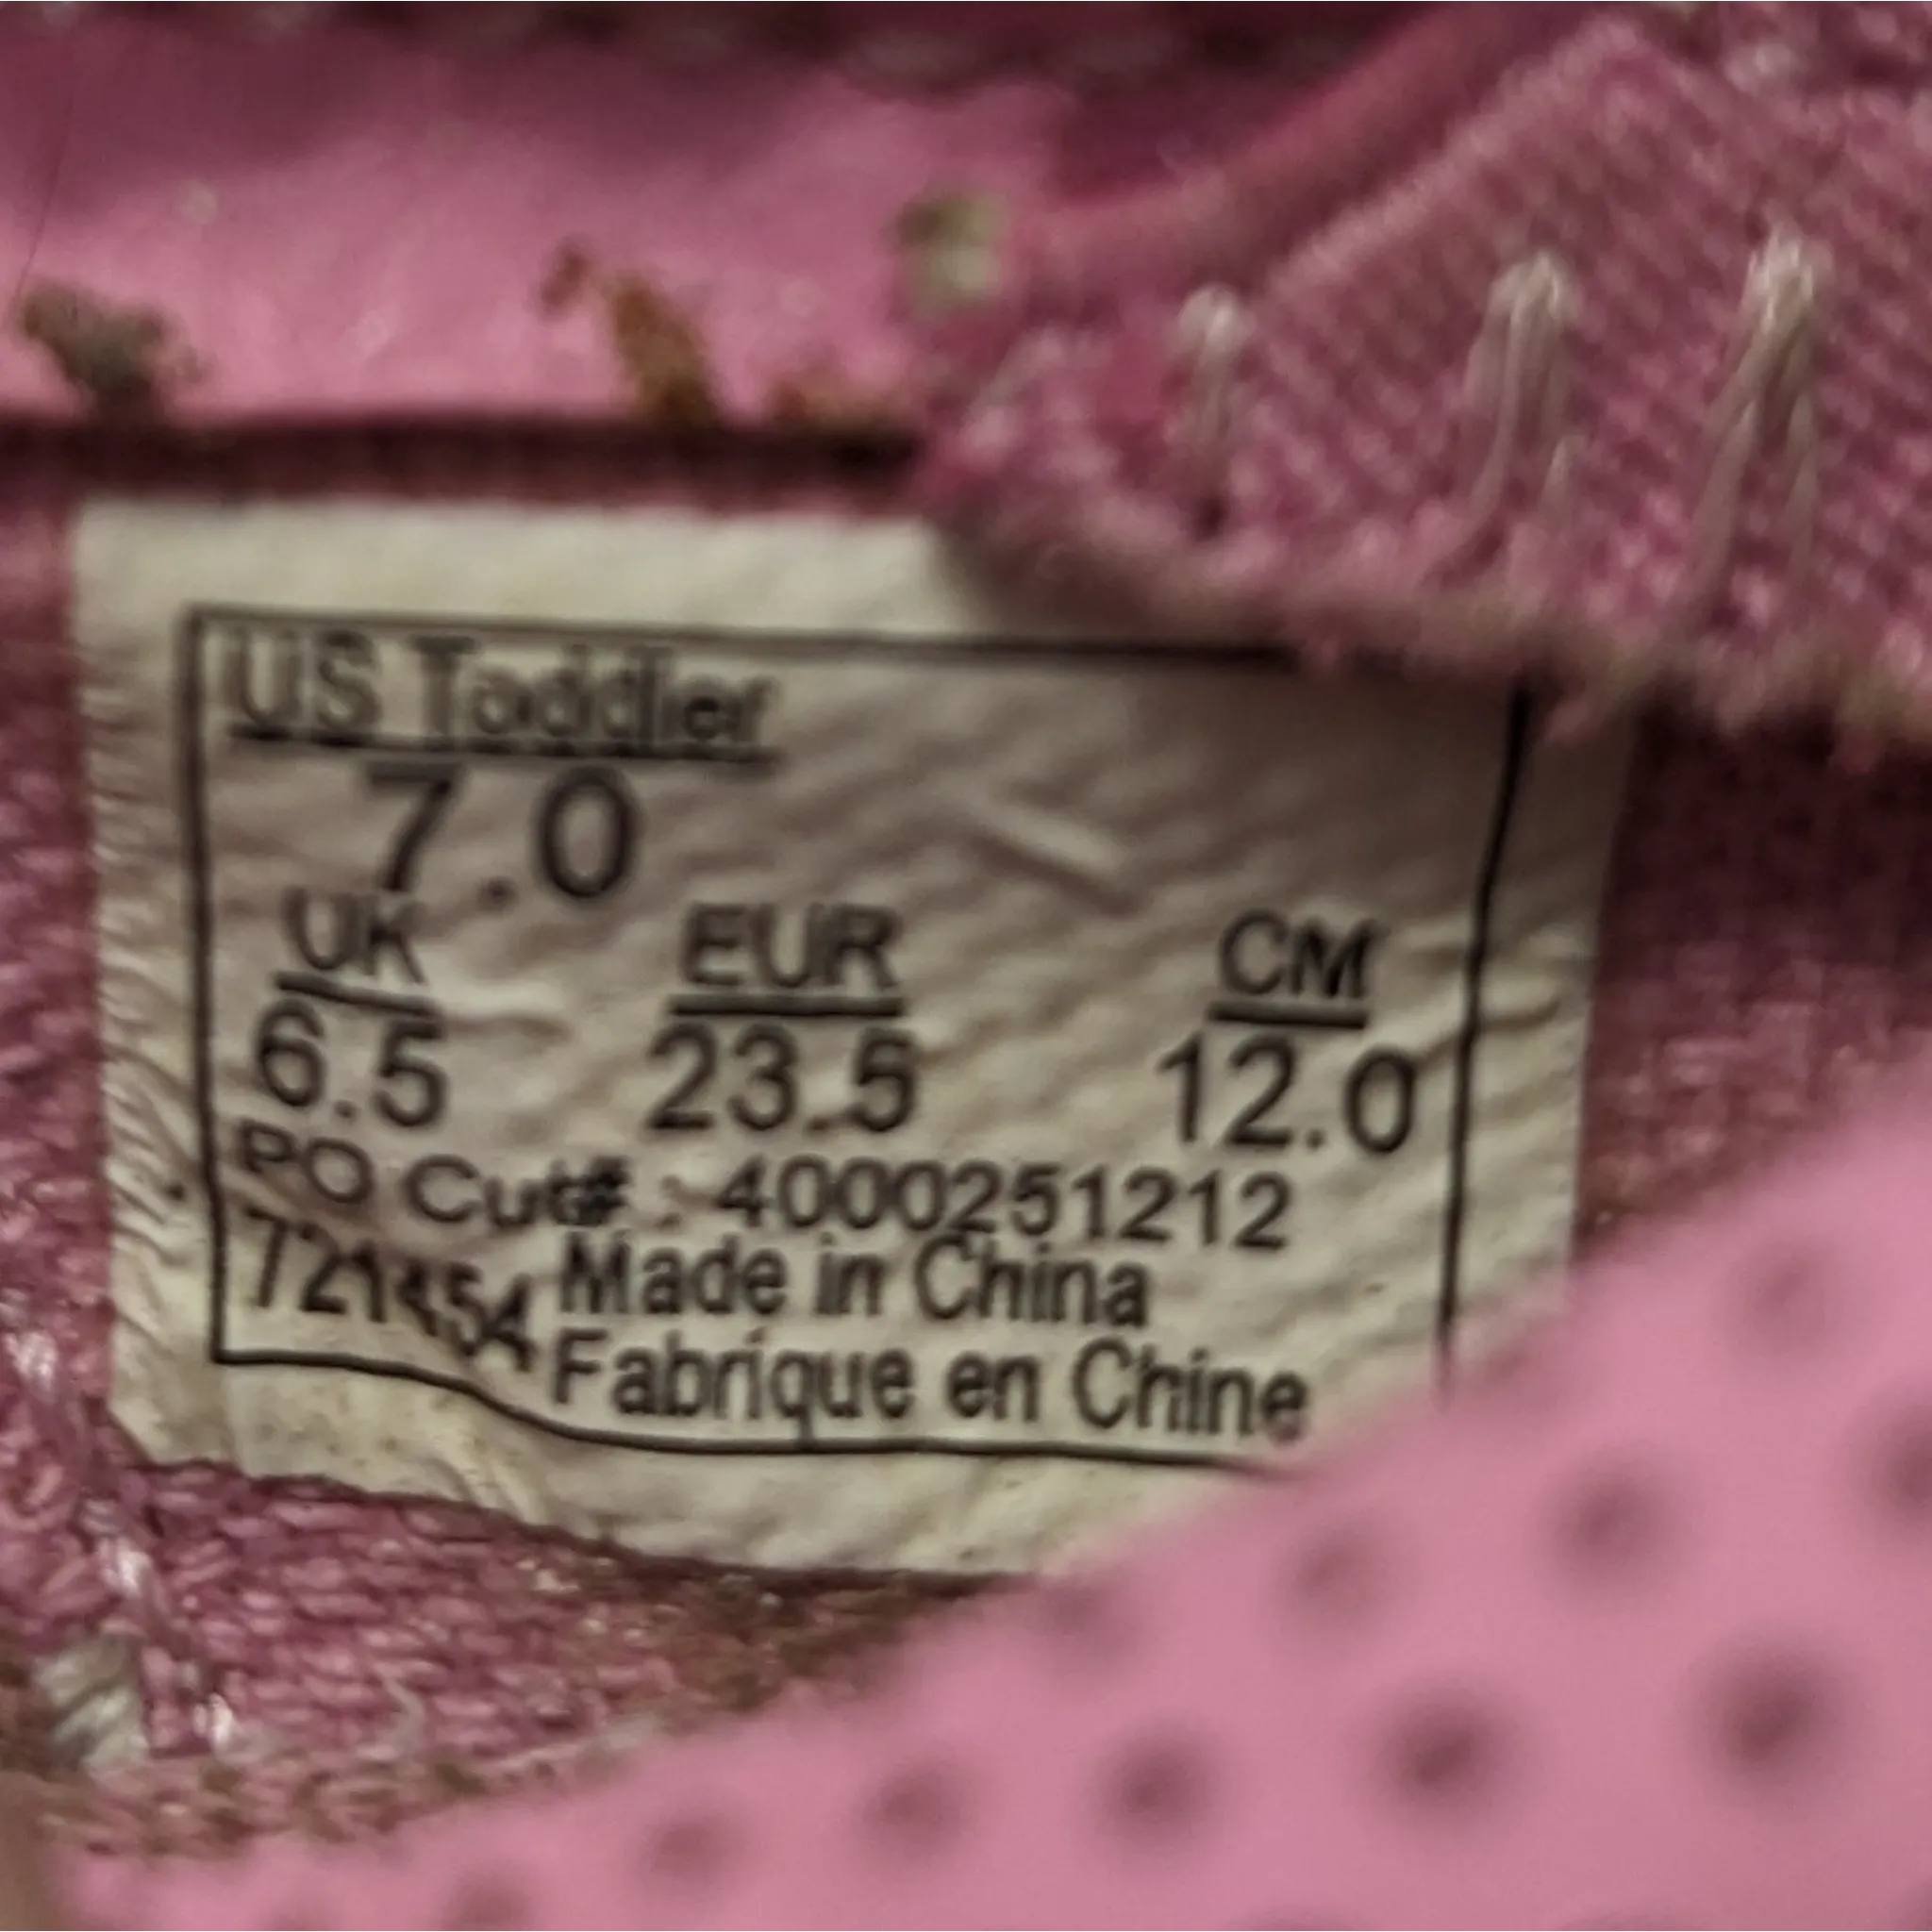 US Toddler
7.0
UK EUR CM
6.5 23.5 12.0
PO Cut# : 4000251212
721454 Made in China
Fabrique en Chine